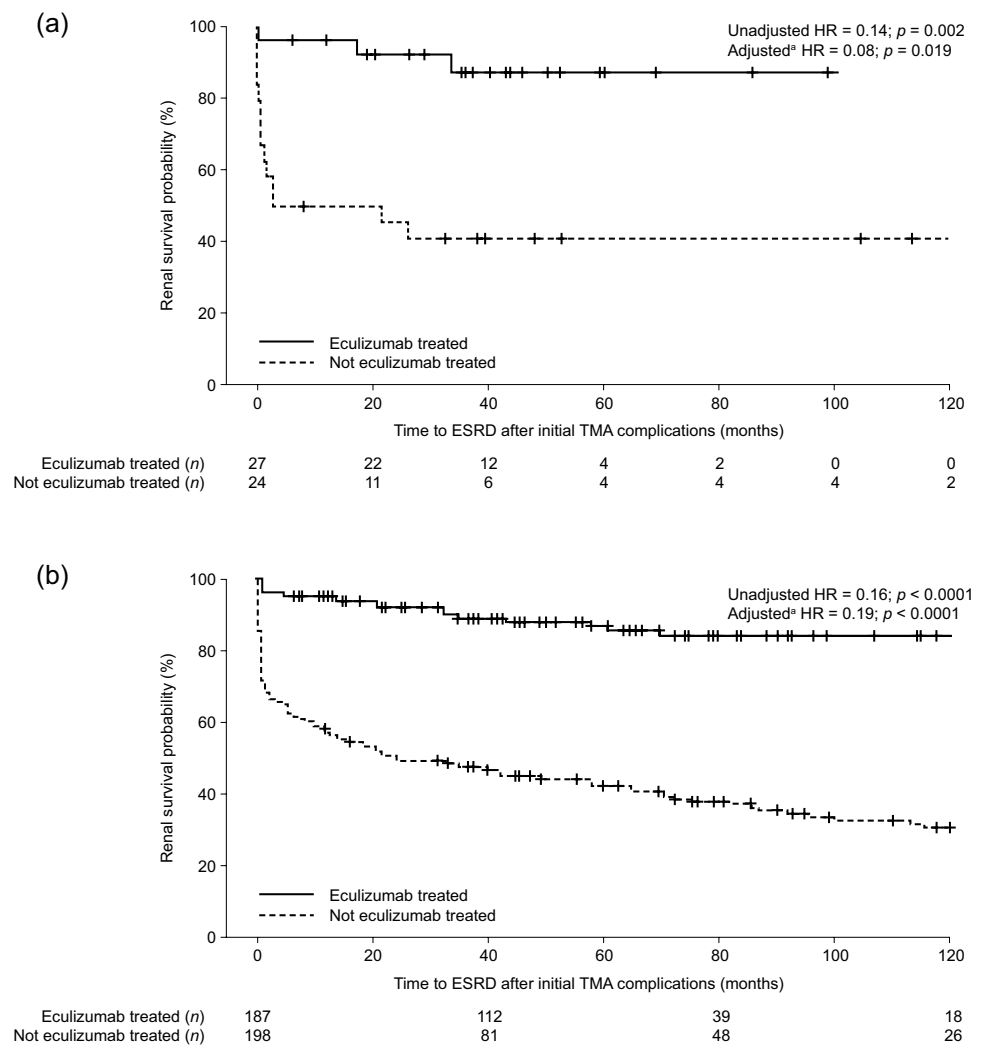 (a)
Unadjusted HR = 0.14; p = 0.002
Adjustedᵃ HR = 0.08; p = 0.019
100
80
60
40
20
0
Renal survival probability (%)
Eculizumab treated
Not eculizumab treated
0 20 40 60 80 100 120
Time to ESRD after initial TMA complications (months)
Eculizumab treated (n) 27 22 12 4 2 0 0
Not eculizumab treated (n) 24 11 6 4 4 4 2
(b)
Unadjusted HR = 0.16; p < 0.0001
Adjustedᵃ HR = 0.19; p < 0.0001
100
80
60
40
20
0
Renal survival probability (%)
Eculizumab treated
Not eculizumab treated
0 20 40 60 80 100 120
Time to ESRD after initial TMA complications (months)
Eculizumab treated (n) 187 112 39 18
Not eculizumab treated (n) 198 81 48 26